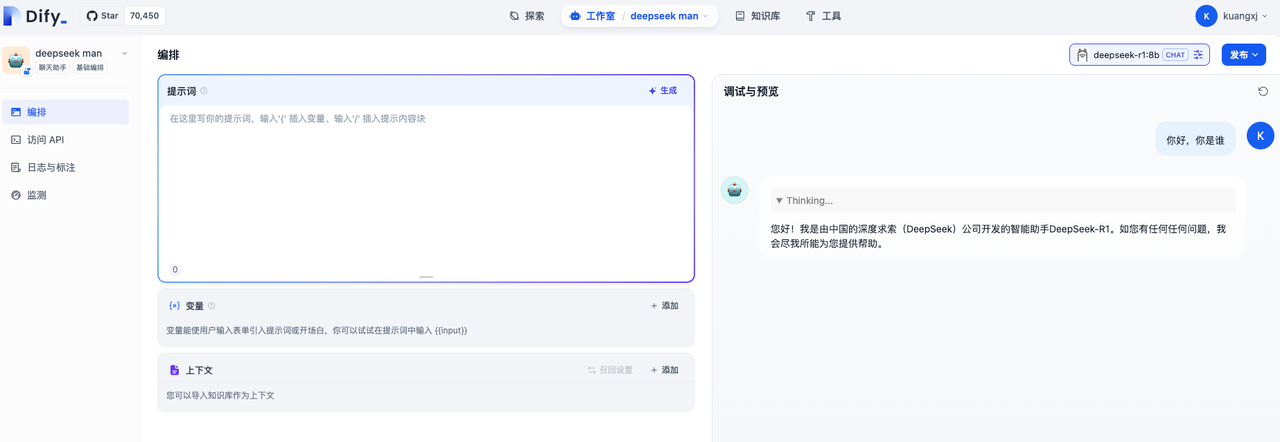 Dify_
Star 70,450
探索
工作室 / deepseek man
知识库
工具
K kuangxj
deepseek man
聊天助手 基础编排
编排
访问 API
日志与标注
监测
编排
deepseek-r1:8b CHAT
发布
提示词
生成
在这里写你的提示词，输入'{' 插入变量、输入'/' 插入提示内容块
0
{x} 变量
+ 添加
变量能使用户输入表单引入提示词或开场白，你可以试试在提示词中输入 {{input}}
上下文
召回设置
+ 添加
您可以导入知识库作为上下文
调试与预览
你好，你是谁
K
▼ Thinking...
您好！我是由中国的深度求索（DeepSeek）公司开发的智能助手DeepSeek-R1。如您有任何任何问题，我
会尽我所能为您提供帮助。